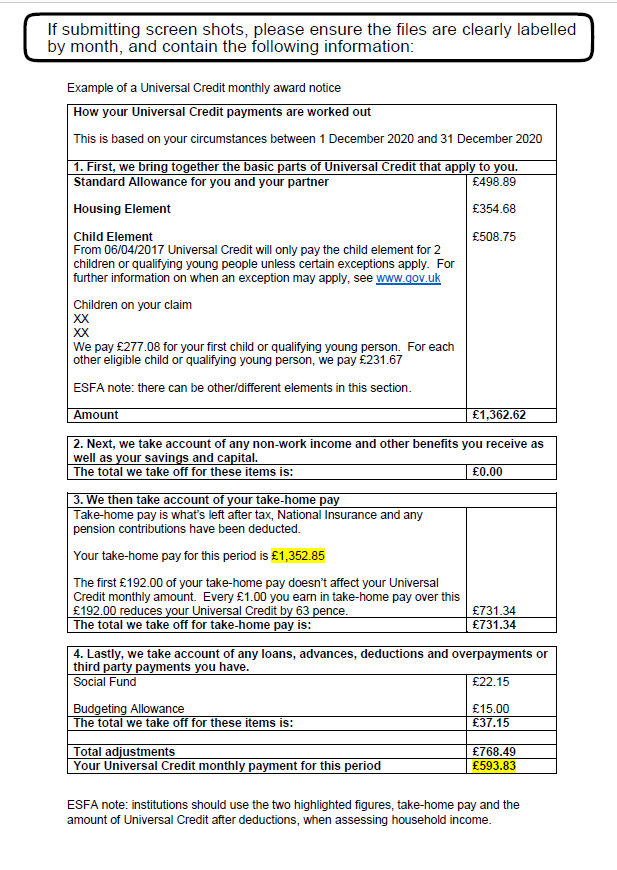 If submitting screen shots, please ensure the files are clearly labelled
by month, and contain the following information:
Example of a Universal Credit monthly award notice
How your Universal Credit payments are worked out
This is based on your circumstances between 1 December 2020 and 31 December 2020
1. First, we bring together the basic parts of Universal Credit that apply to you.
Standard Allowance for you and your partner £498.89
Housing Element £354.68
Child Element £508.75
From 06/04/2017 Universal Credit will only pay the child element for 2
children or qualifying young people unless certain exceptions apply. For
further information on when an exception may apply, see www.gov.uk
Children on your claim
XX
XX
We pay £277.08 for your first child or qualifying young person. For each
other eligible child or qualifying young person, we pay £231.67
ESFA note: there can be other/different elements in this section.
Amount £1,362.62
2. Next, we take account of any non-work income and other benefits you receive as
well as your savings and capital.
The total we take off for these items is: £0.00
3. We then take account of your take-home pay
Take-home pay is what's left after tax, National Insurance and any
pension contributions have been deducted.
Your take-home pay for this period is £1,352.85
The first £192.00 of your take-home pay doesn't affect your Universal
Credit monthly amount. Every £1.00 you earn in take-home pay over this
£192.00 reduces your Universal Credit by 63 pence. £731.34
The total we take off for take-home pay is: £731.34
4. Lastly, we take account of any loans, advances, deductions and overpayments or
third party payments you have.
Social Fund £22.15
Budgeting Allowance £15.00
The total we take off for these items is: £37.15
Total adjustments £768.49
Your Universal Credit monthly payment for this period £593.83
ESFA note: institutions should use the two highlighted figures, take-home pay and the
amount of Universal Credit after deductions, when assessing household income.